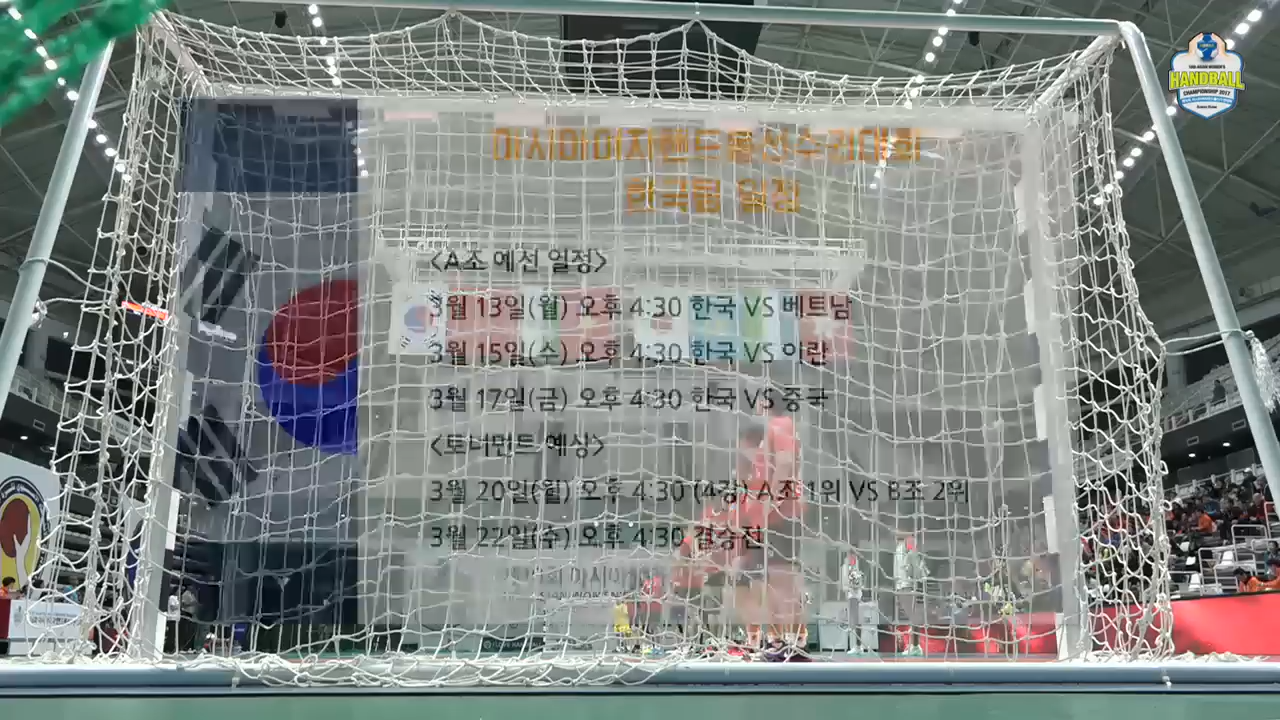 HANDBALL
CHAMPIONSHIP 2017
아시아여자핸드볼선수권대회
한국팀 일정
<A조 예선 일정>
3월 13일(월) 오후 4:30 한국 VS 베트남
3월 15일(수) 오후 4:30 한국 VS 이란
3월 17일(금) 오후 4:30 한국 VS 중국
<토너먼트 예상>
3월 20일(월) 오후 4:30 (4강) A조 1위 VS B조 2위
3월 22일(수) 오후 4:30 결승전